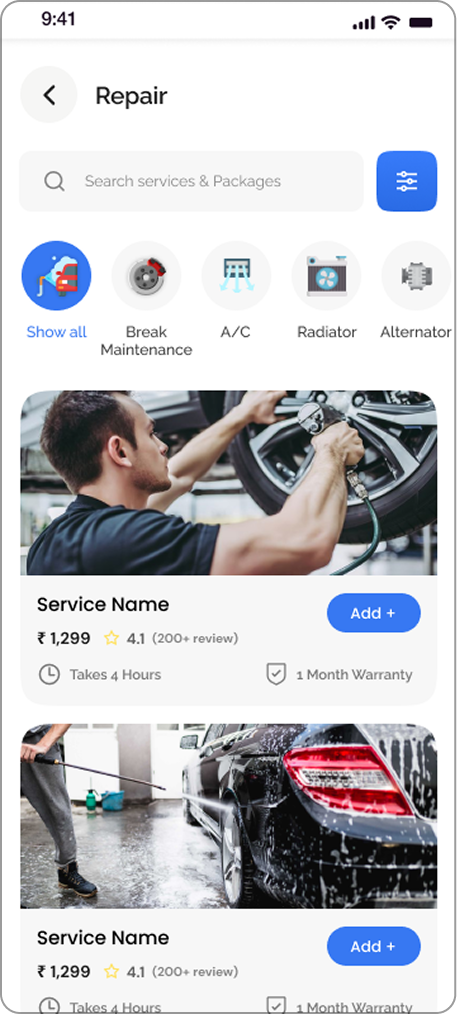 9:41
Repair
Search services & Packages
Show all
Break
Maintenance
A/C
Radiator
Alternator
Service Name
Add +
₹ 1,299 4.1 (200+ review)
Takes 4 Hours
1 Month Warranty
Service Name
Add +
₹ 1,299 4.1 (200+ review)
Takes 4 Hours
1 Month Warranty